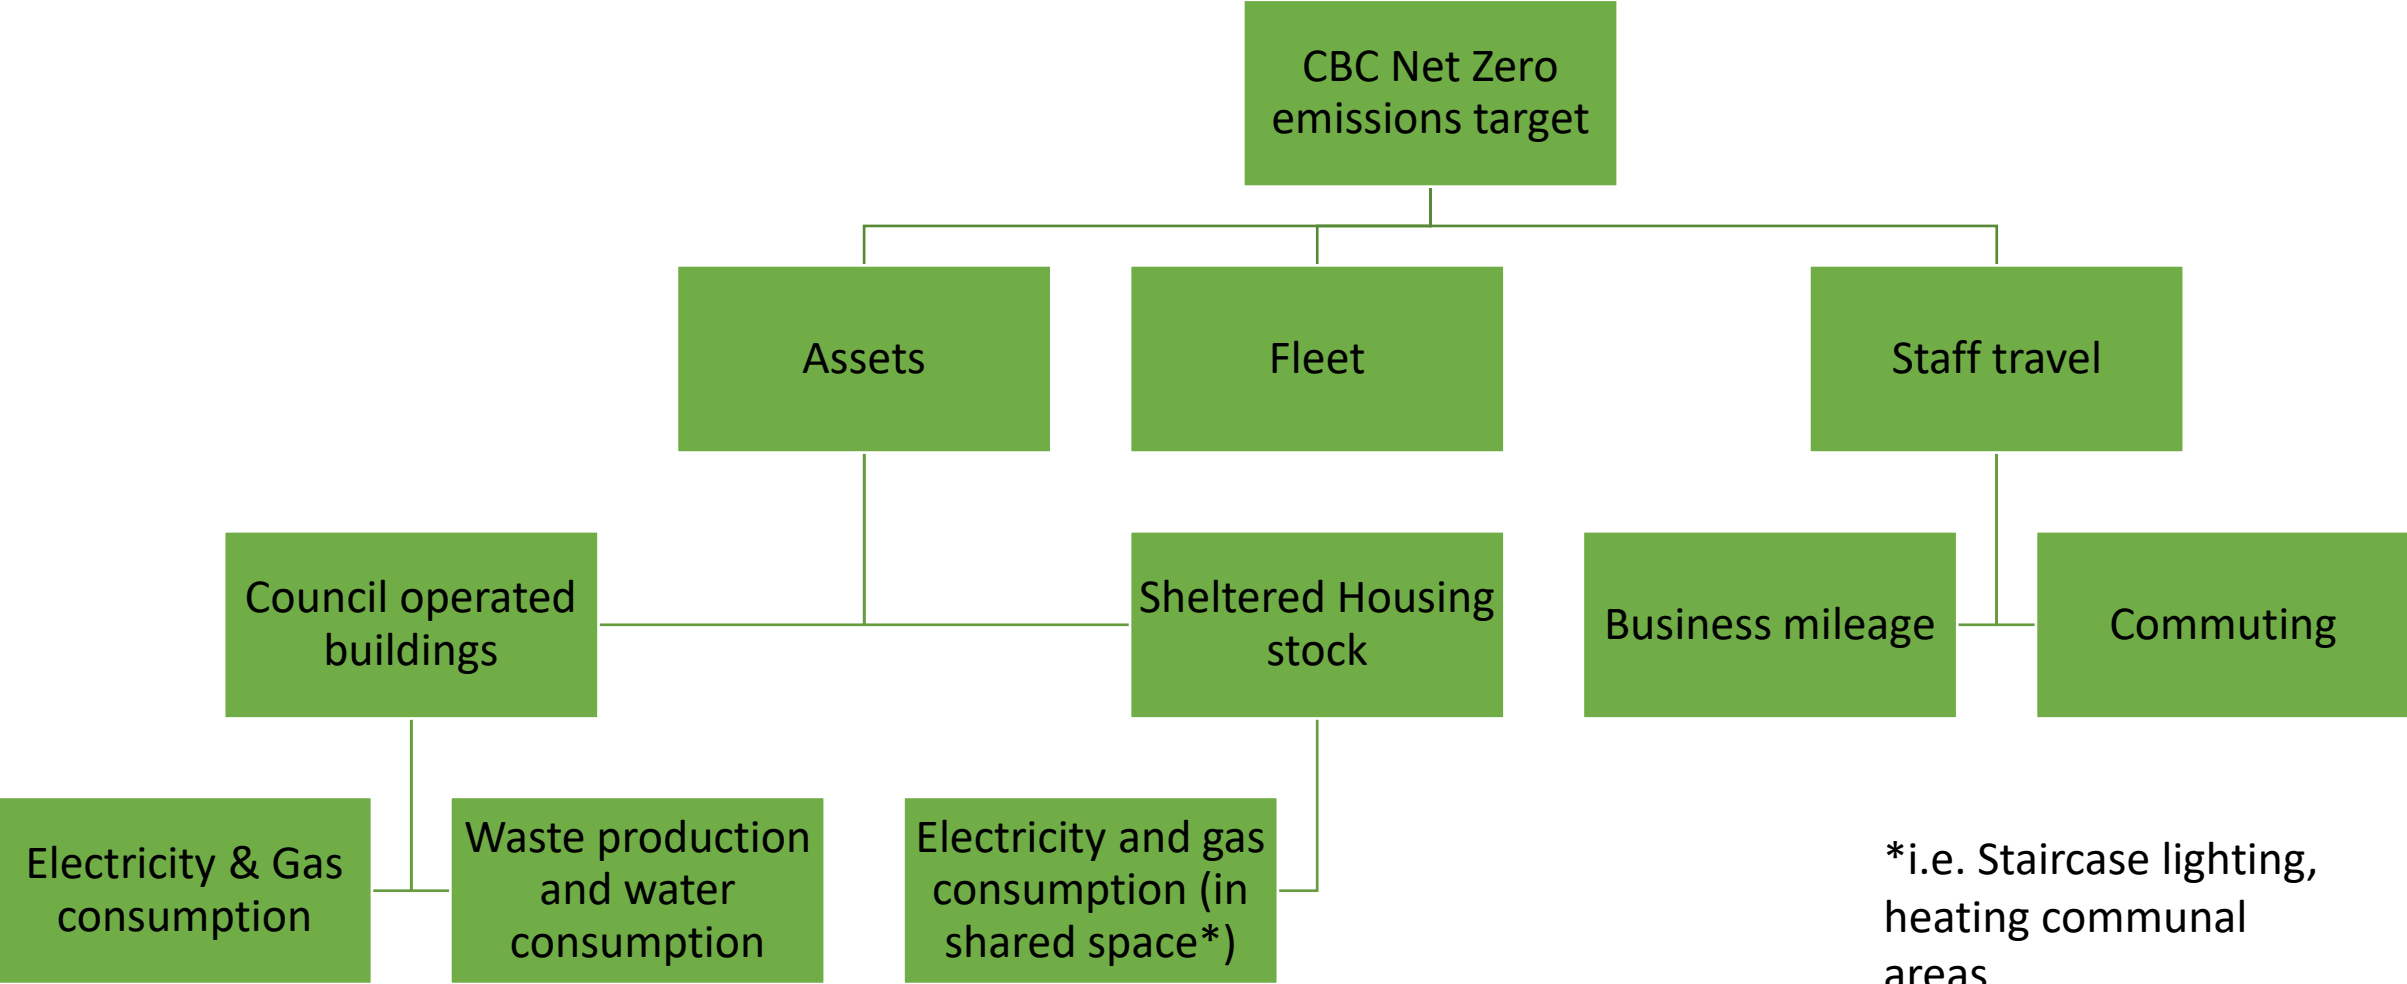 CBC Net Zero
emissions target
Assets
Fleet
Staff travel
Council operated
buildings
Sheltered Housing
stock
Business mileage
Commuting
Electricity & Gas
consumption
Waste production
and water
consumption
Electricity and gas
consumption (in
shared space*)
*i.e. Staircase lighting,
heating communal
areas